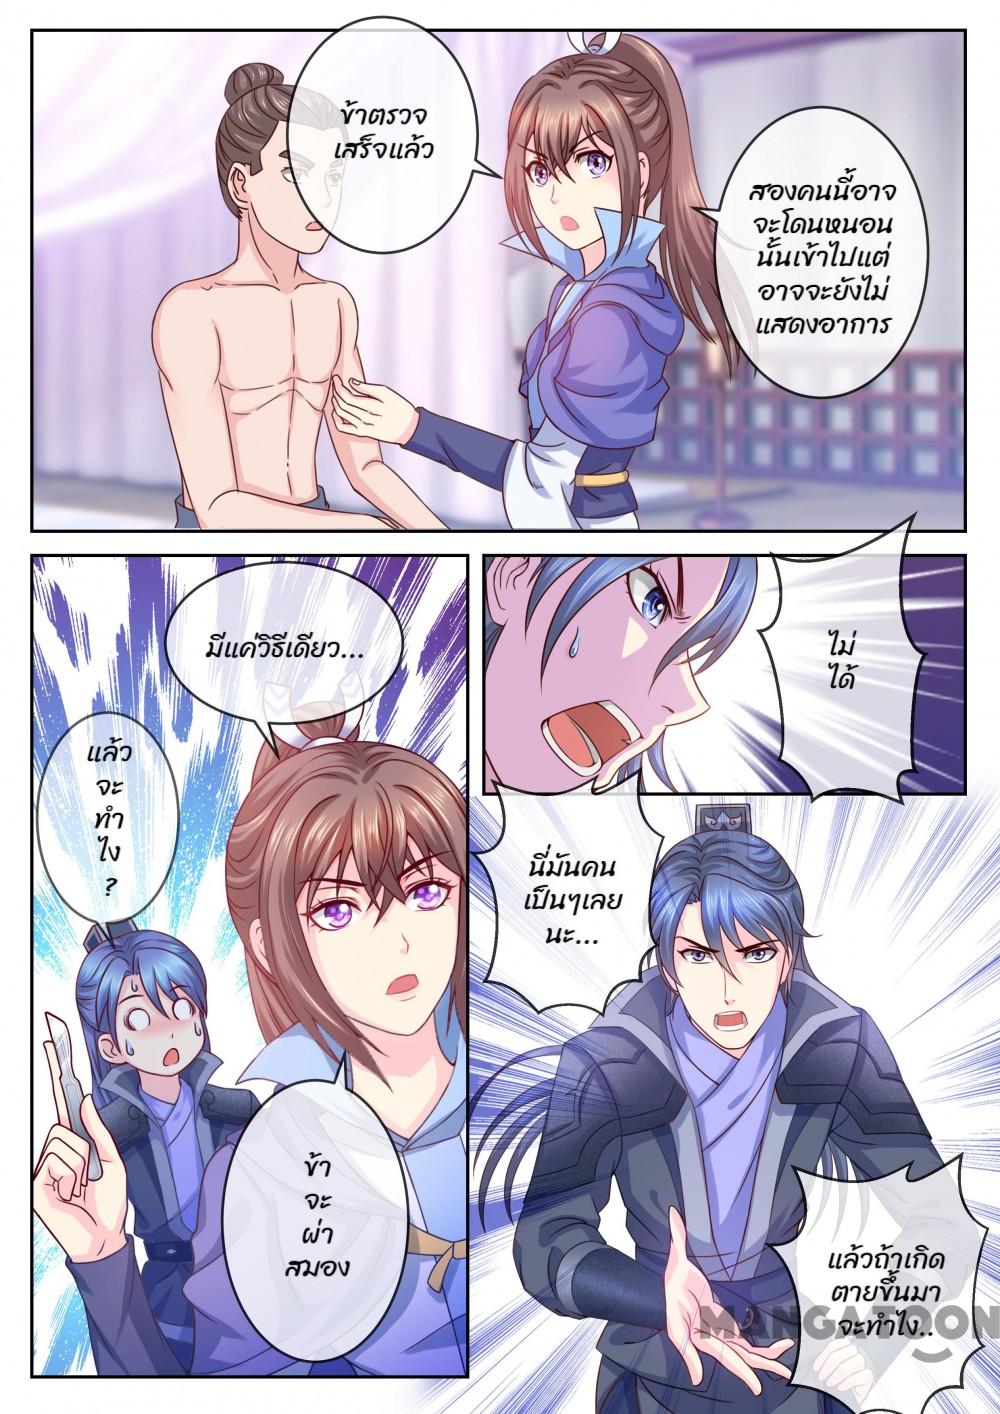 ข้าตรวจ
เสร็จแล้ว
สองคนนี้อาจ
จะโดนหนอน
นั้นเข้าไปแต่
อาจจะยังไม่
แสดงอาการ
มีแค่วิธีเดียว...
แล้ว
จะ
ทำ
ไง
?
ข้า
จะ
ผ่า
สมอง
ไม่
ได้
นี่มันคน
เป็นๆเลย
นะ...
แล้วถ้าเกิด
ตายขึ้นมา
จะทำไง..
MANGATOON